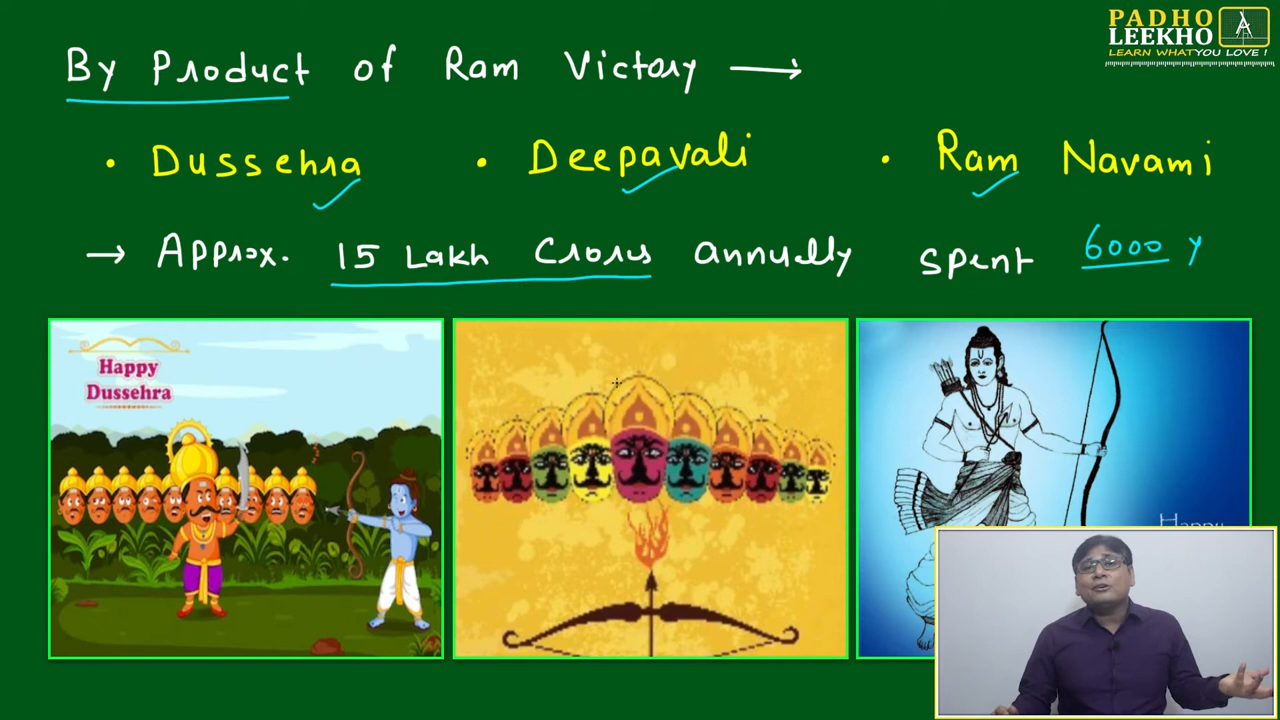 PADHO
LEEKHO
LEARN WHAT YOU LOVE !
By Product of Ram Victory →
• Dussehra • Deepavali • Ram Navami
→ Approx. 15 Lakh Crores annually spent 6000 y
Happy
Dussehra
Happy